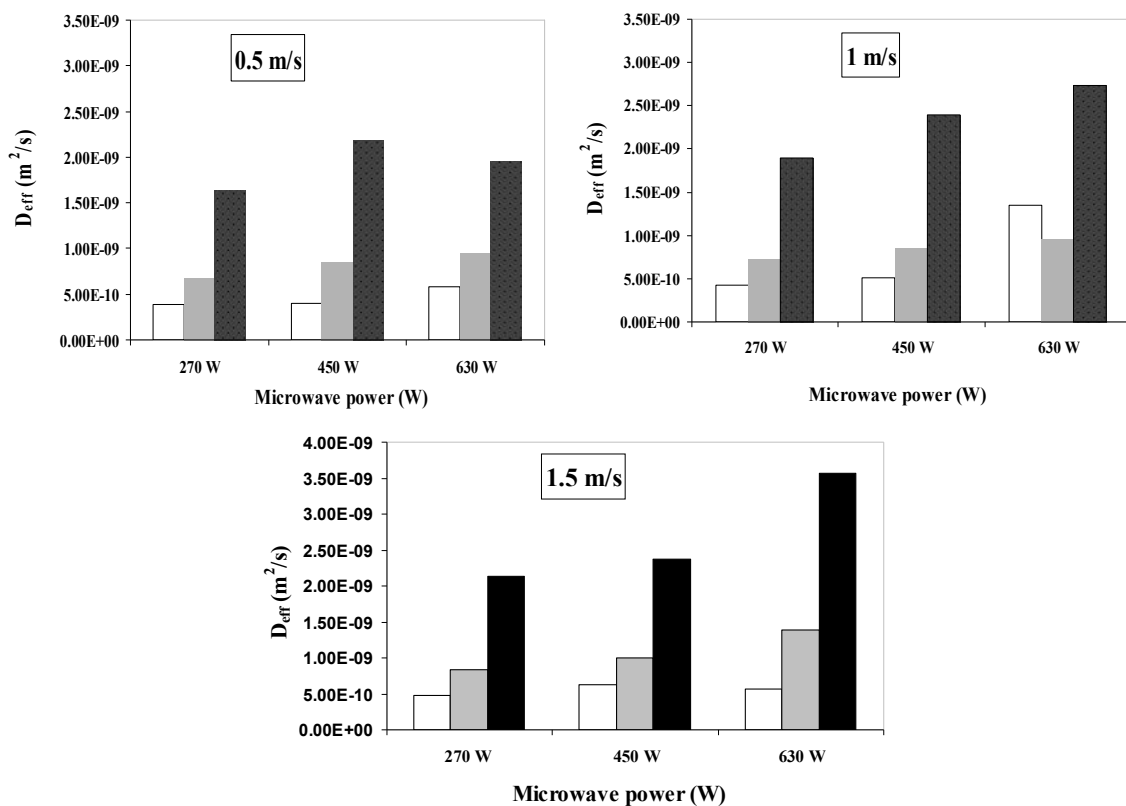 0.5 m/s
D_eff (m²/s)
3.50E-09
3.00E-09
2.50E-09
2.00E-09
1.50E-09
1.00E-09
5.00E-10
0.00E+00
270 W 450 W 630 W
Microwave power (W)
1 m/s
D_eff (m²/s)
3.50E-09
3.00E-09
2.50E-09
2.00E-09
1.50E-09
1.00E-09
5.00E-10
0.00E+00
270 W 450 W 630 W
Microwave power (W)
1.5 m/s
D_eff (m²/s)
4.00E-09
3.50E-09
3.00E-09
2.50E-09
2.00E-09
1.50E-09
1.00E-09
5.00E-10
0.00E+00
270 W 450 W 630 W
Microwave power (W)